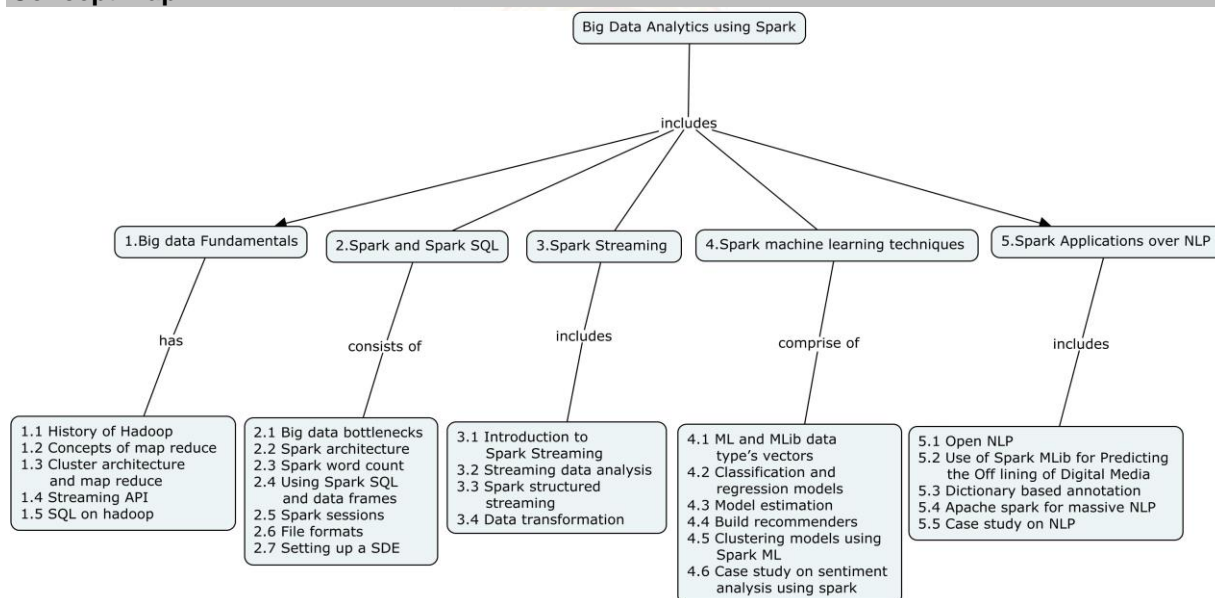 Big Data Analytics using Spark
includes
1.Big data Fundamentals
2.Spark and Spark SQL
3.Spark Streaming
4.Spark machine learning techniques
5.Spark Applications over NLP
has
consists of
includes
comprise of
includes
1.1 History of Hadoop
1.2 Concepts of map reduce
1.3 Cluster architecture
and map reduce
1.4 Streaming API
1.5 SQL on hadoop
2.1 Big data bottlenecks
2.2 Spark architecture
2.3 Spark word count
2.4 Using Spark SQL
and data frames
2.5 Spark sessions
2.6 File formats
2.7 Setting up a SDE
3.1 Introduction to
Spark Streaming
3.2 Streaming data analysis
3.3 Spark structured
streaming
3.4 Data transformation
4.1 ML and MLib data
type's vectors
4.2 Classification and
regression models
4.3 Model estimation
4.4 Build recommenders
4.5 Clustering models using
Spark ML
4.6 Case study on sentiment
analysis using spark
5.1 Open NLP
5.2 Use of Spark MLib for Predicting
the Off lining of Digital Media
5.3 Dictionary based annotation
5.4 Apache spark for massive NLP
5.5 Case study on NLP